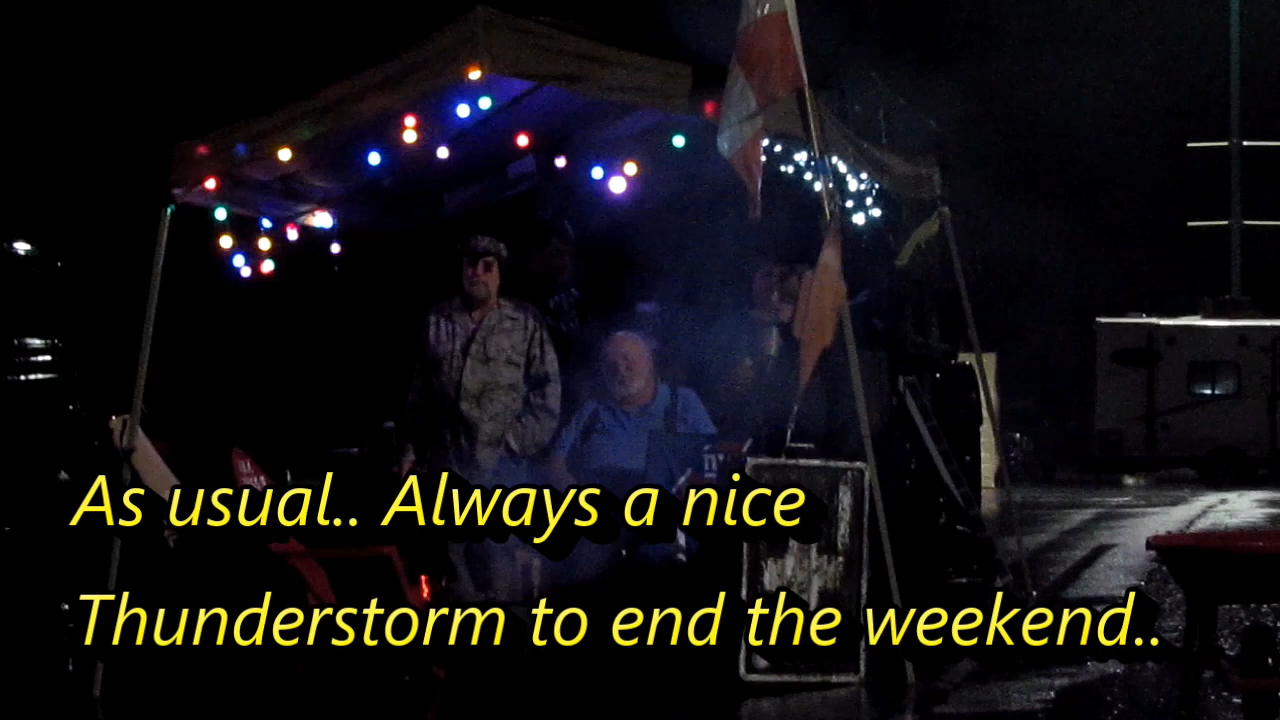 As usual.. Always a nice
Thunderstorm to end the weekend..